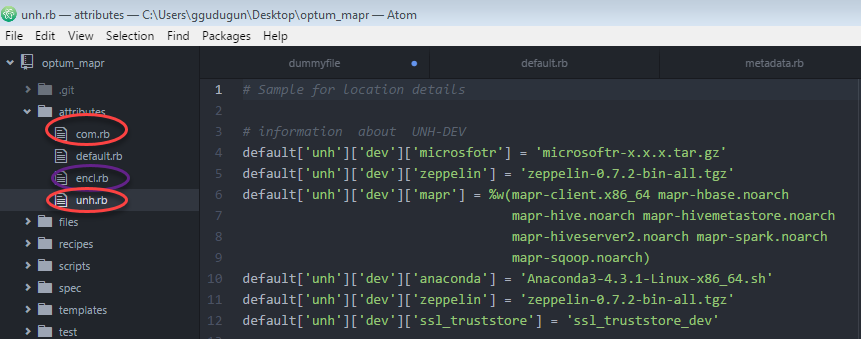 unh.rb — attributes — C:\Users\ggudugun\Desktop\optum_mapr — Atom
File Edit View Selection Find Packages Help
optum_mapr
.git
attributes
com.rb
default.rb
encl.rb
unh.rb
files
recipes
scripts
spec
templates
test
dummyfile default.rb metadata.rb
1 # Sample for location details
2
3 # information about UNH-DEV
4 default['unh']['dev']['microsfotr'] = 'microsoftr-x.x.x.tar.gz'
5 default['unh']['dev']['zeppelin'] = 'zeppelin-0.7.2-bin-all.tgz'
6 default['unh']['dev']['mapr'] = %w(mapr-client.x86_64 mapr-hbase.noarch
7 mapr-hive.noarch mapr-hivemetastore.noarch
8 mapr-hiveserver2.noarch mapr-spark.noarch
9 mapr-sqoop.noarch)
10 default['unh']['dev']['anaconda'] = 'Anaconda3-4.3.1-Linux-x86_64.sh'
11 default['unh']['dev']['zeppelin'] = 'zeppelin-0.7.2-bin-all.tgz'
12 default['unh']['dev']['ssl_truststore'] = 'ssl_truststore_dev'